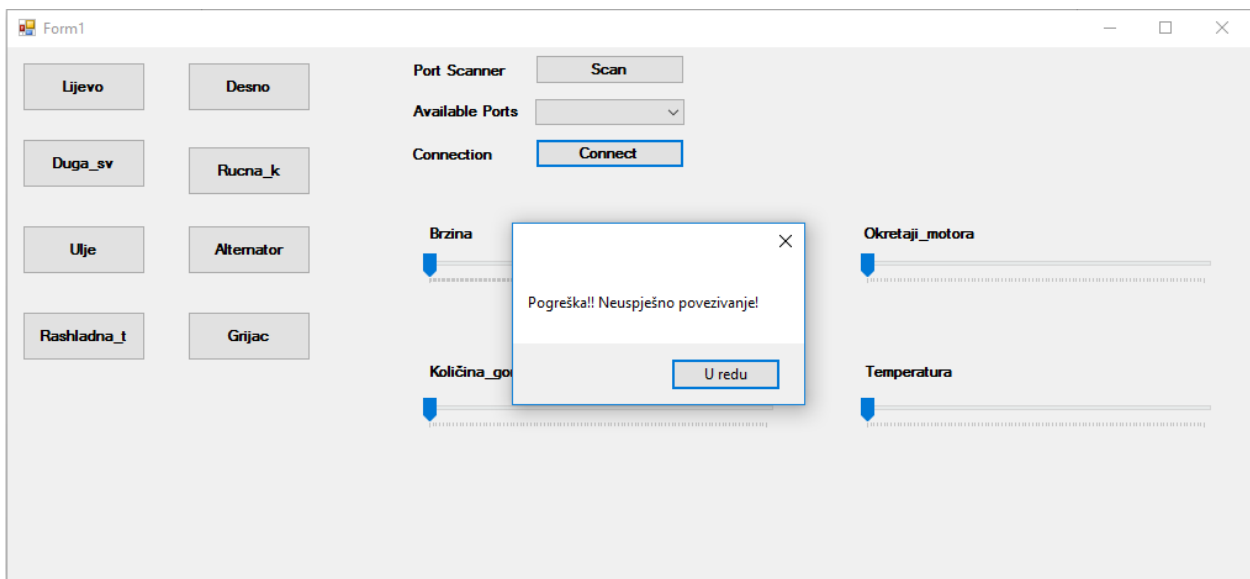 Form1
Lijevo
Desno
Port Scanner
Scan
Available Ports
Duga_sv
Rucna_k
Connection
Connect
Ulje
Alternator
Brzina
Okretaji_motora
Pogreška!! Neuspješno povezivanje!
Rashladna_t
Grijac
Količina_go
U redu
Temperatura